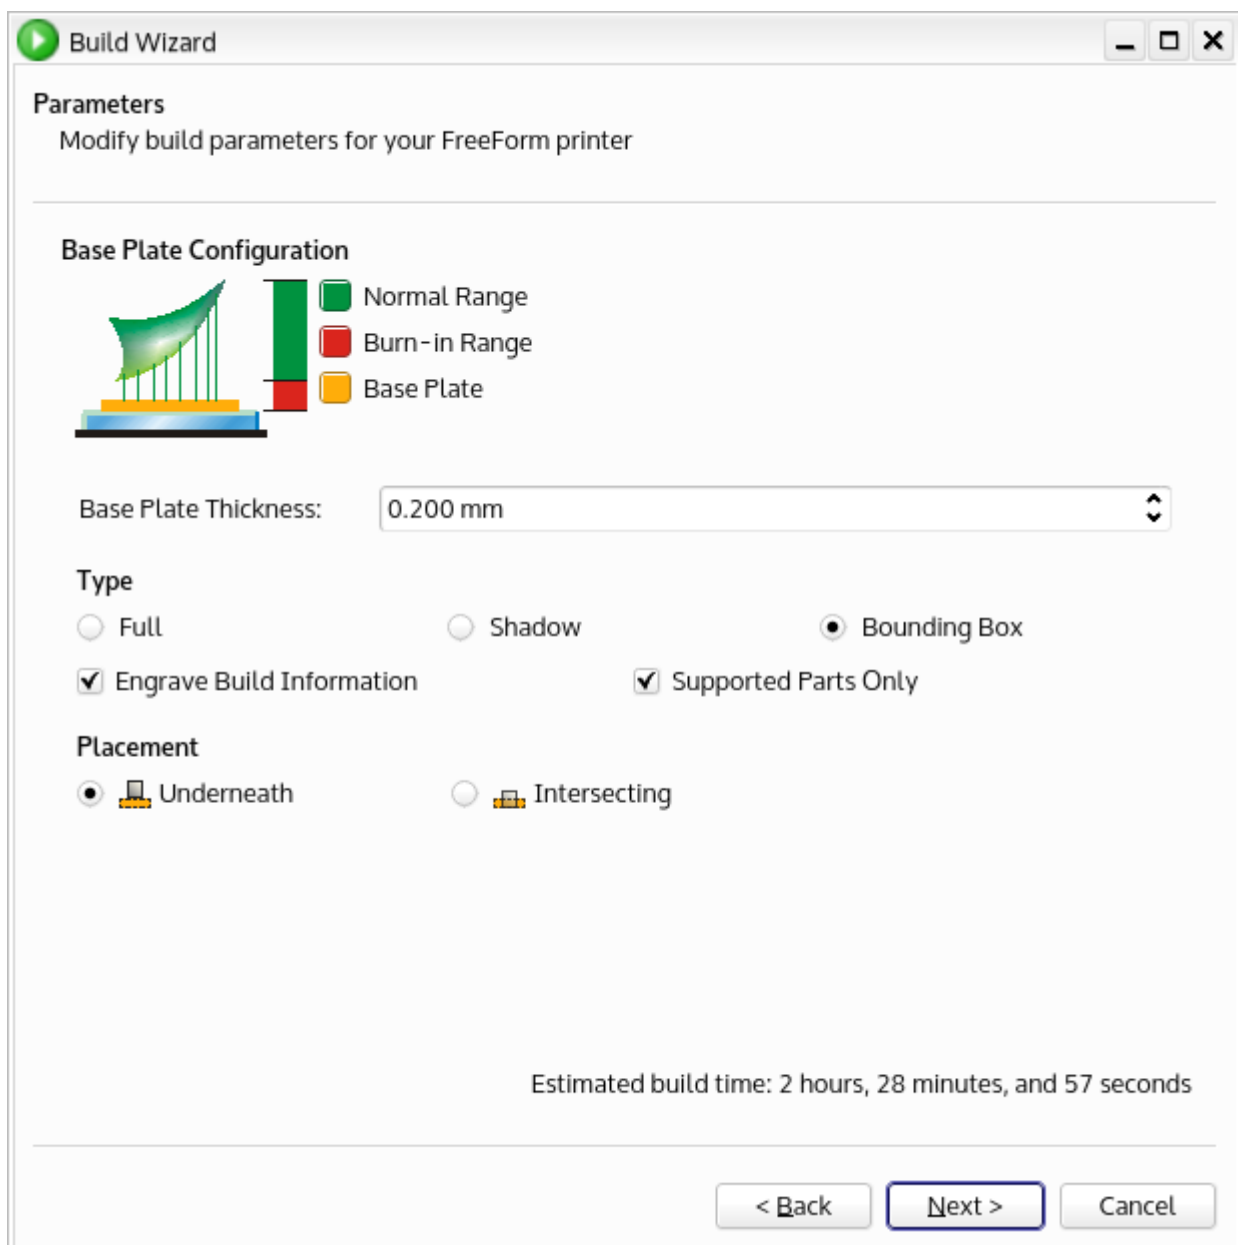 Build Wizard
Parameters
Modify build parameters for your FreeForm printer
Base Plate Configuration
Normal Range
Burn-in Range
Base Plate
Base Plate Thickness: 0.200 mm
Type
Full Shadow Bounding Box
Engrave Build Information Supported Parts Only
Placement
Underneath Intersecting
Estimated build time: 2 hours, 28 minutes, and 57 seconds
< Back Next > Cancel